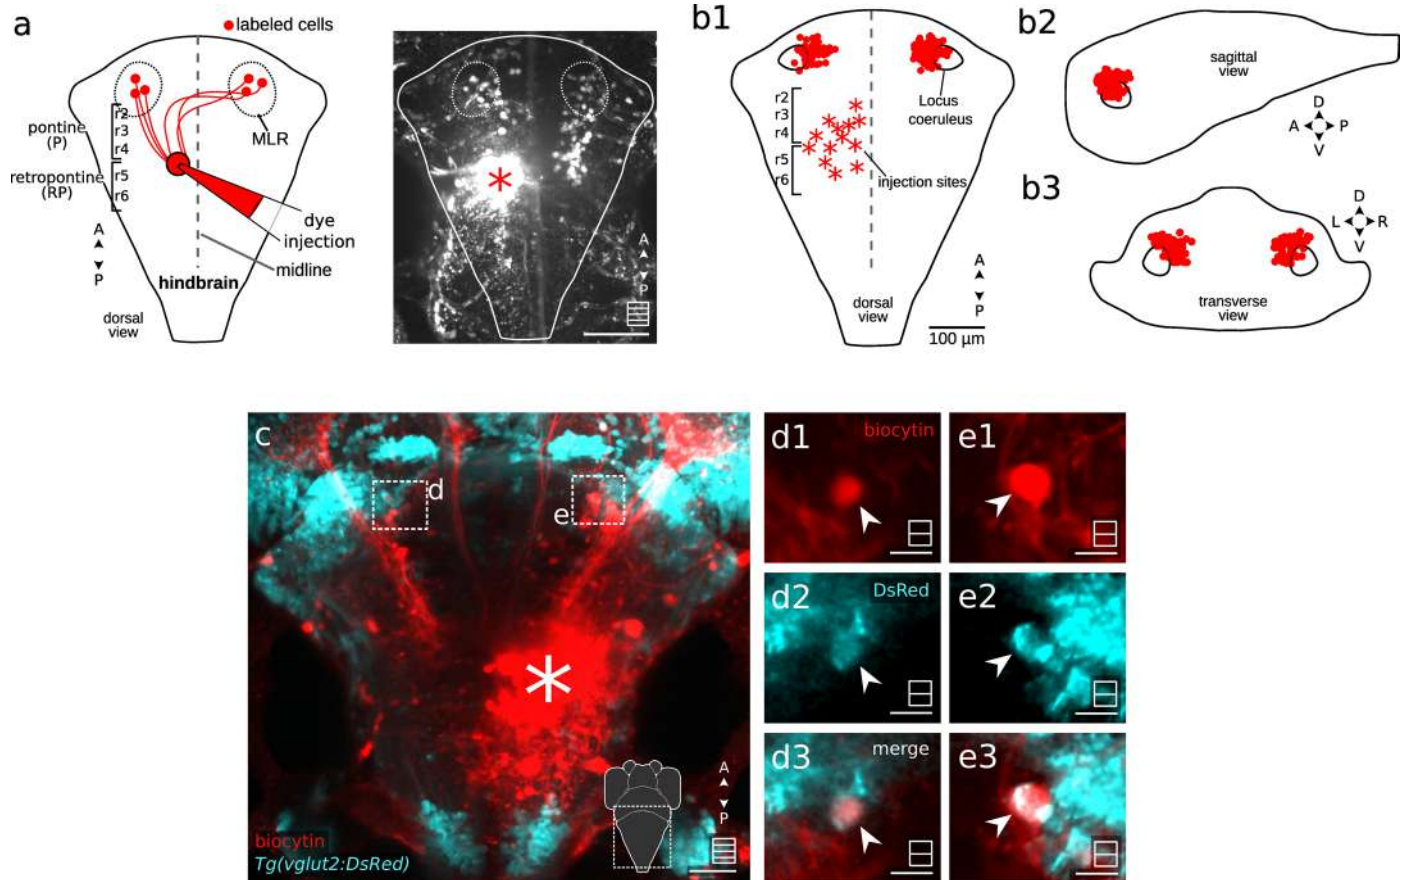 a
labeled cells
r2
r3
r4
r5
r6
pontine
(P)
retropontine
(RP)
MLR
dye
injection
midline
hindbrain
A
P
dorsal
view
*
A
P
b1
r2
r3
r4
r5
r6
Locus
coeruleus
injection sites
A
P
dorsal
view
100 µm
b2
sagittal
view
D
A P
V
b3
D
L R
V
transverse
view
c
d
e
*
A
P
biocytin
Tg(vglut2:DsRed)
d1 biocytin
e1
d2 DsRed
e2
d3 merge
e3